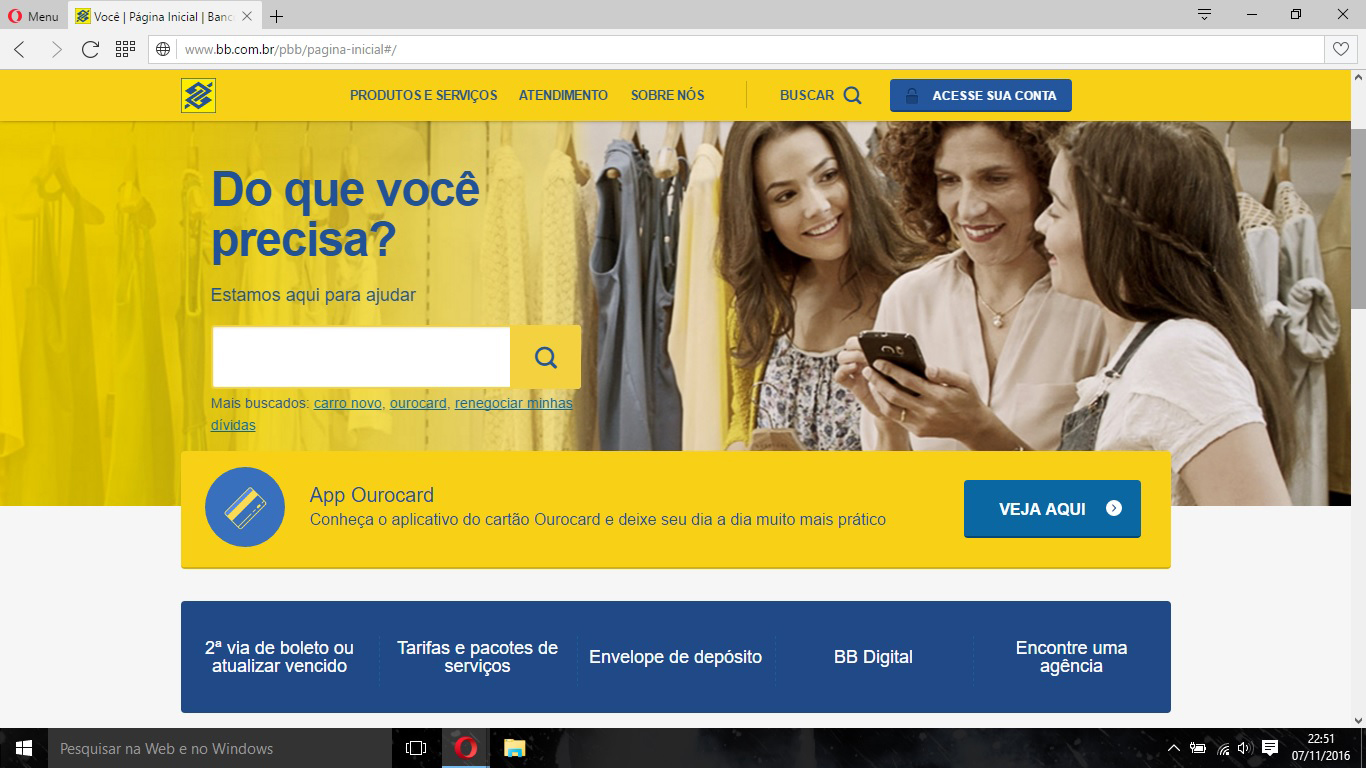 Menu
Você | Página Inicial | Banc
www.bb.com.br/pbb/pagina-inicial#/
PRODUTOS E SERVIÇOS ATENDIMENTO SOBRE NÓS BUSCAR ACESSE SUA CONTA
Do que você
precisa?
Estamos aqui para ajudar
Mais buscados: carro novo, ourocard, renegociar minhas
dívidas
App Ourocard
Conheça o aplicativo do cartão Ourocard e deixe seu dia a dia muito mais prático
VEJA AQUI
2ª via de boleto ou
atualizar vencido
Tarifas e pacotes de
serviços
Envelope de depósito
BB Digital
Encontre uma
agência
Pesquisar na Web e no Windows
22:51
07/11/2016